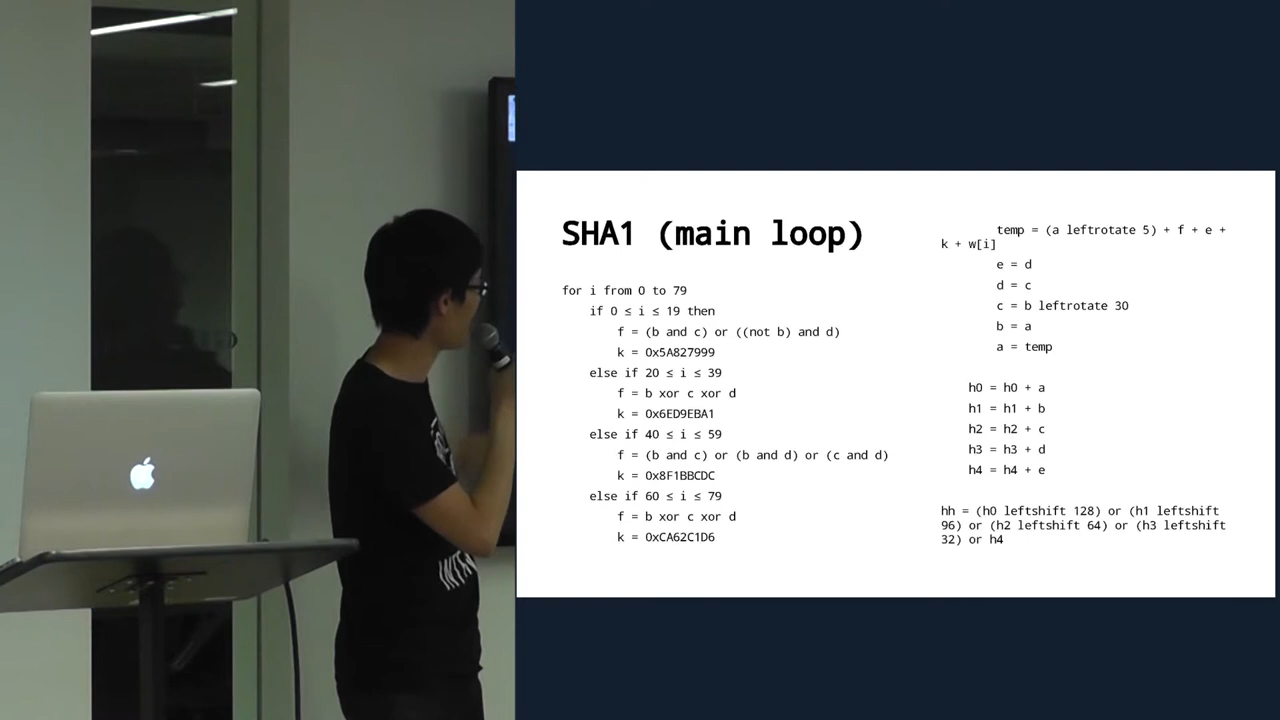 SHA1 (main loop)
for i from 0 to 79
if 0 ≤ i ≤ 19 then
f = (b and c) or ((not b) and d)
k = 0x5A827999
else if 20 ≤ i ≤ 39
f = b xor c xor d
k = 0x6ED9EBA1
else if 40 ≤ i ≤ 59
f = (b and c) or (b and d) or (c and d)
k = 0x8F1BBCDC
else if 60 ≤ i ≤ 79
f = b xor c xor d
k = 0xCA62C1D6
temp = (a leftrotate 5) + f + e +
k + w[i]
e = d
d = c
c = b leftrotate 30
b = a
a = temp
h0 = h0 + a
h1 = h1 + b
h2 = h2 + c
h3 = h3 + d
h4 = h4 + e
hh = (h0 leftshift 128) or (h1 leftshift
96) or (h2 leftshift 64) or (h3 leftshift
32) or h4